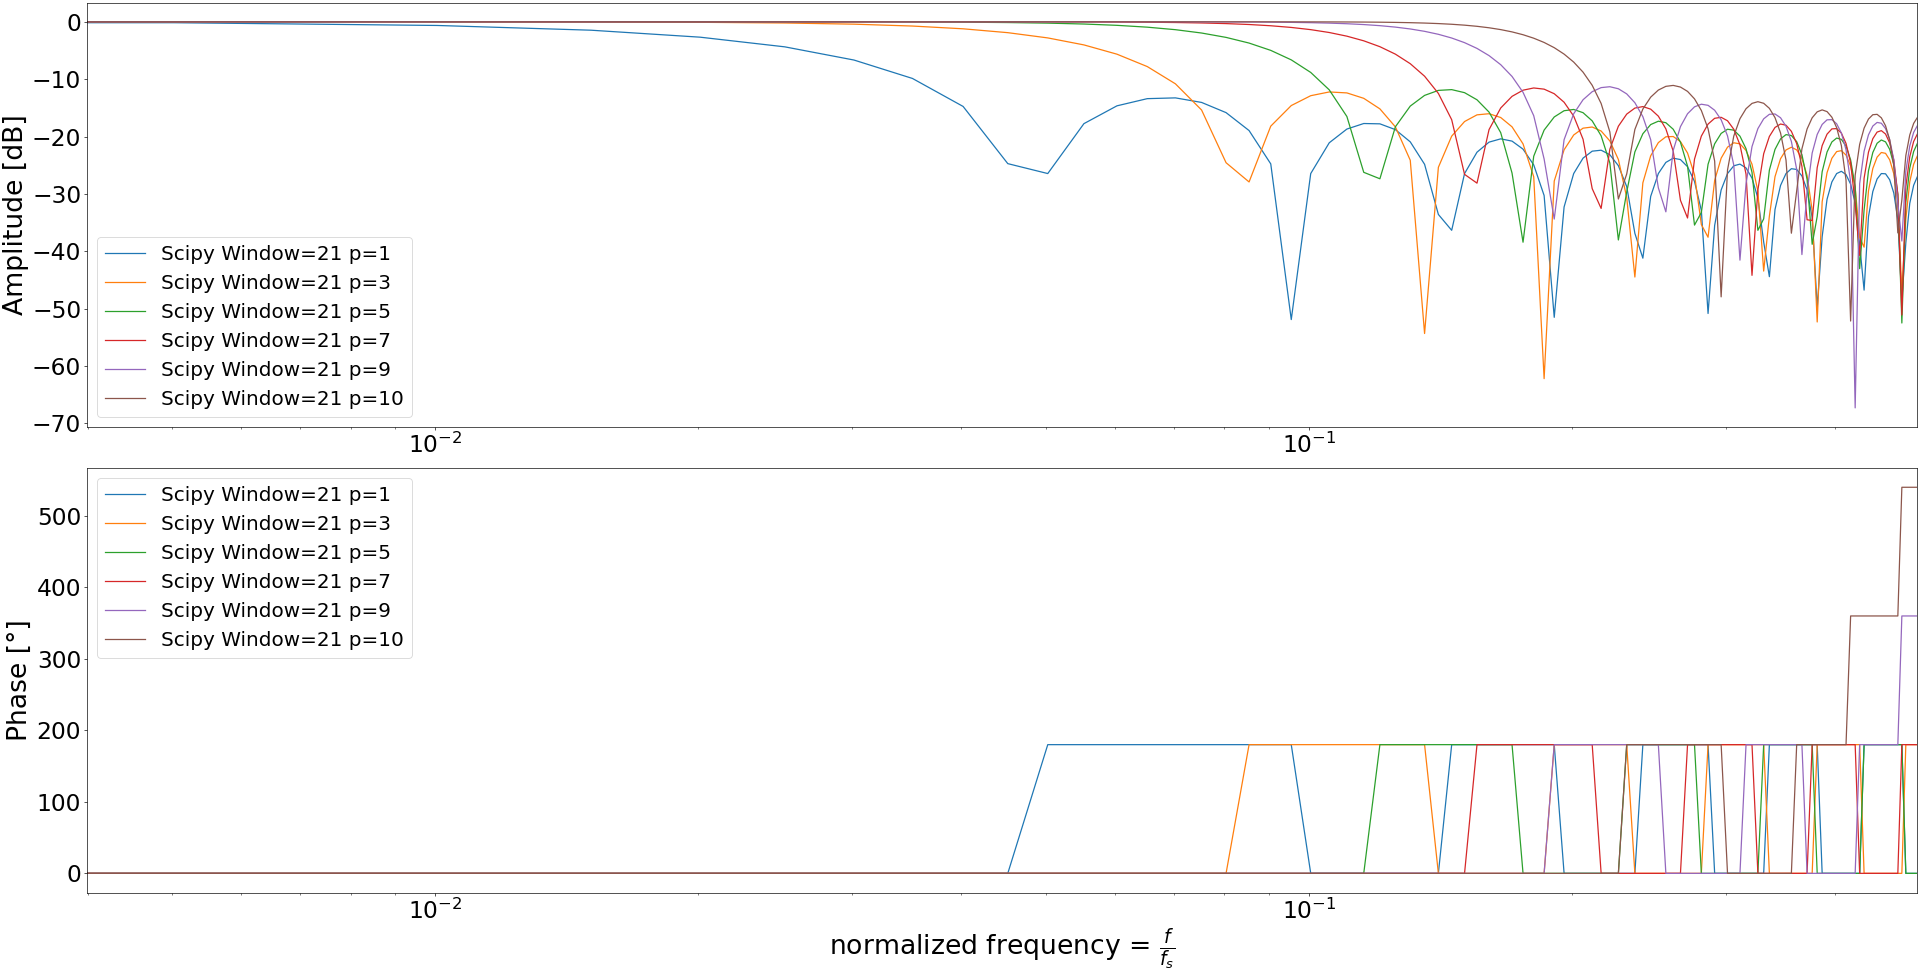 0
−10
−20
−30
−40
−50
−60
−70
Amplitude [dB]
Scipy Window=21 p=1
Scipy Window=21 p=3
Scipy Window=21 p=5
Scipy Window=21 p=7
Scipy Window=21 p=9
Scipy Window=21 p=10
10⁻² 10⁻¹
500
400
300
200
100
0
Phase [°]
Scipy Window=21 p=1
Scipy Window=21 p=3
Scipy Window=21 p=5
Scipy Window=21 p=7
Scipy Window=21 p=9
Scipy Window=21 p=10
10⁻² 10⁻¹
normalized frequency = f/fₛ